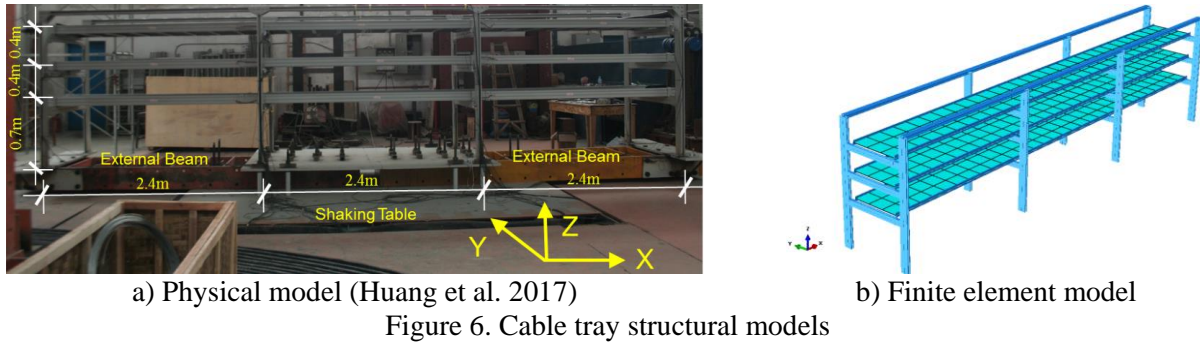 0.4m
0.4m
0.7m
External Beam
External Beam
2.4m
2.4m
2.4m
Shaking Table
Y
Z
X
Z
Y
X
a) Physical model (Huang et al. 2017)
b) Finite element model
Figure 6. Cable tray structural models